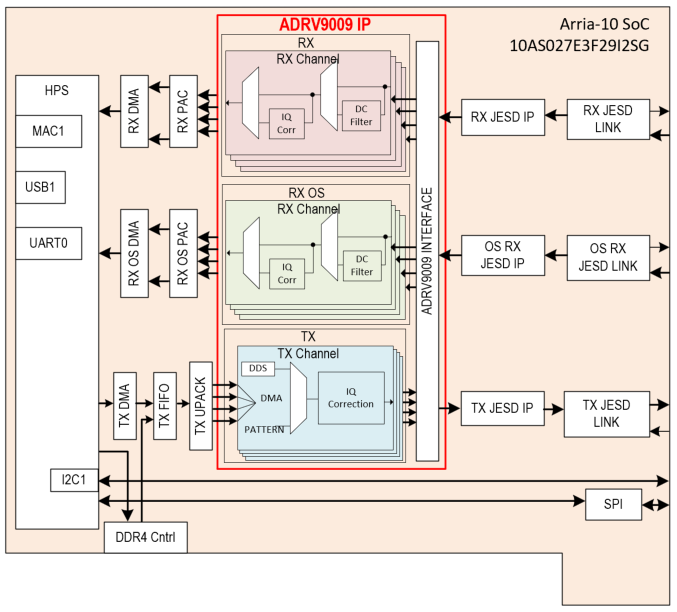 ADRV9009 IP
Arria-10 SoC
10AS027E3F29I2SG
HPS
MAC1
USB1
UART0
I2C1
RX DMA
RX PAC
RX
RX Channel
IQ
Corr
DC
Filter
RX JESD IP
RX JESD
LINK
RX OS DMA
RX OS PAC
RX OS
RX Channel
IQ
Corr
DC
Filter
ADRV9009 INTERFACE
OS RX
JESD IP
OS RX
JESD LINK
TX DMA
TX FIFO
TX UPACK
TX
TX Channel
DDS
DMA
PATTERN
IQ
Correction
TX JESD IP
TX JESD
LINK
SPI
DDR4 Cntrl